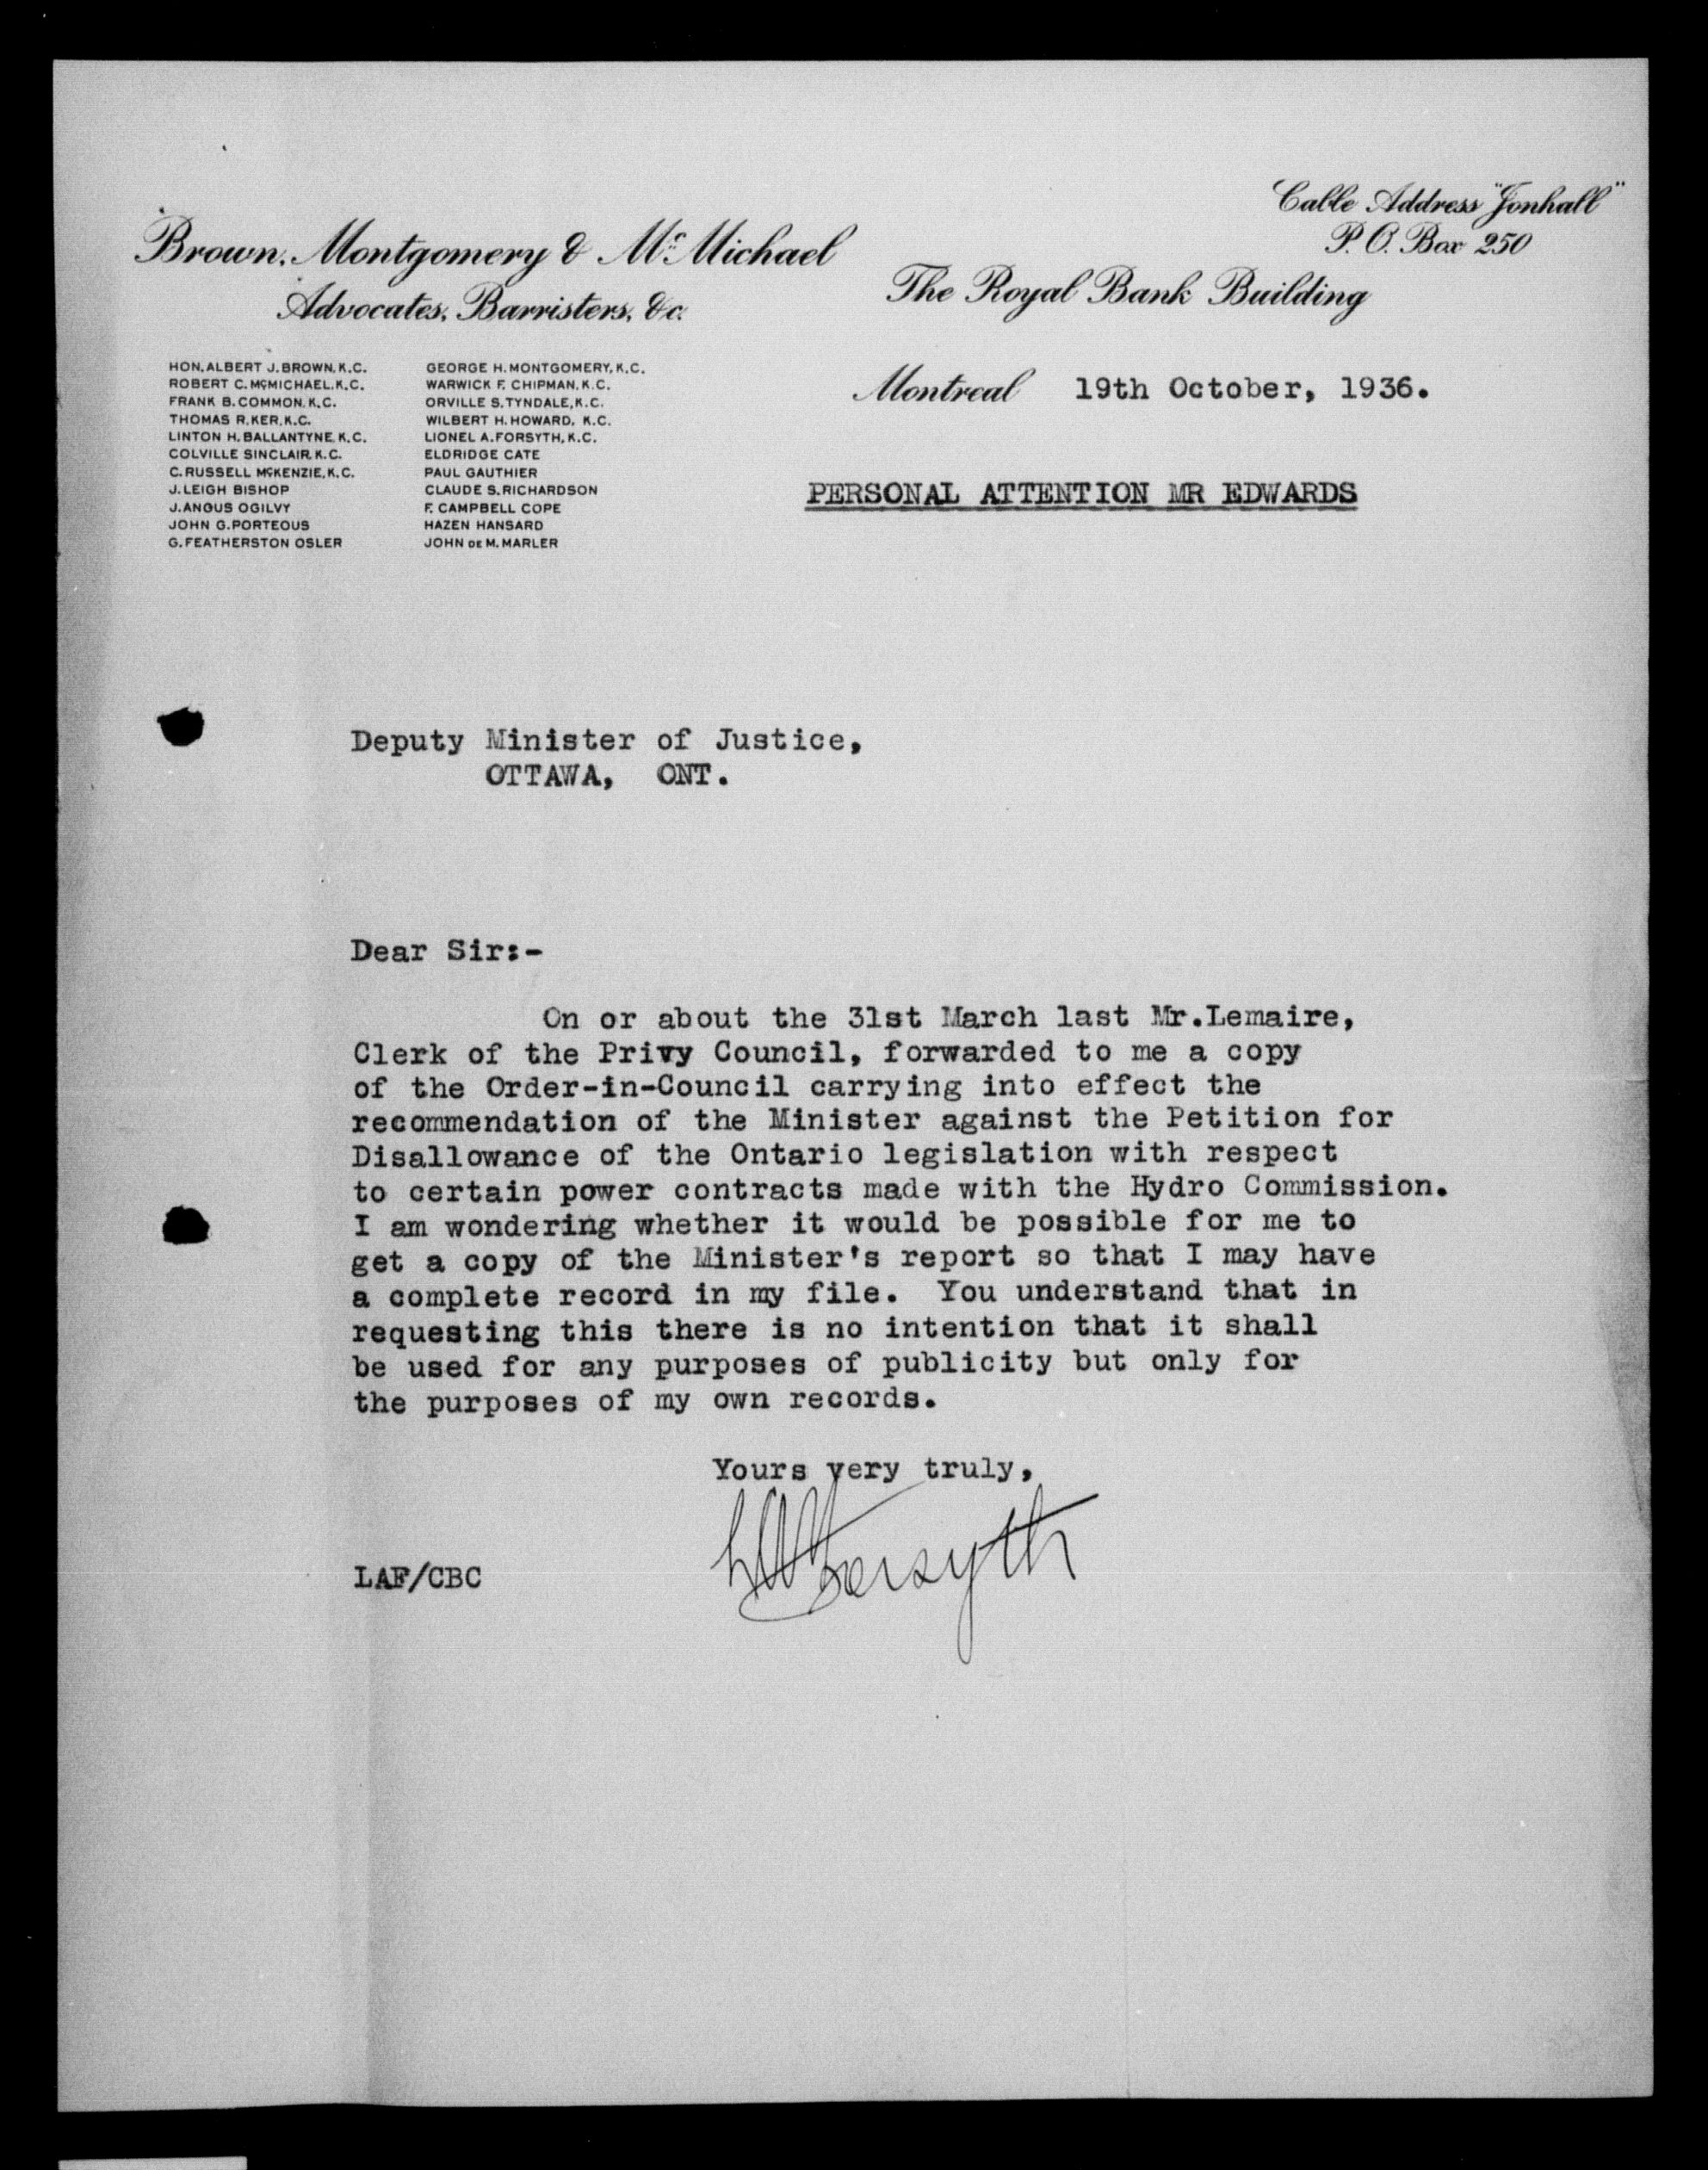 Cable Address "Jonhall"
P. O. Box 250
Brown, Montgomery & McMichael
Advocates, Barristers, &c.
The Royal Bank Building
HON. ALBERT J. BROWN, K.C.
ROBERT C. McMICHAEL, K.C.
FRANK B. COMMON, K.C.
THOMAS R. KER, K.C.
LINTON H. BALLANTYNE, K.C.
COLVILLE SINCLAIR, K.C.
C. RUSSELL McKENZIE, K.C.
J. LEIGH BISHOP
J. ANGUS OGILVY
JOHN G. PORTEOUS
G. FEATHERSTON OSLER
GEORGE H. MONTGOMERY, K.C.
WARWICK F. CHIPMAN, K.C.
ORVILLE S. TYNDALE, K.C.
WILBERT H. HOWARD, K.C.
LIONEL A. FORSYTH, K.C.
ELDRIDGE CATE
PAUL GAUTHIER
CLAUDE S. RICHARDSON
F. CAMPBELL COPE
HAZEN HANSARD
JOHN DE M. MARLER
Montreal 19th October, 1936.
PERSONAL ATTENTION MR EDWARDS
Deputy Minister of Justice,
OTTAWA, ONT.
Dear Sir:-
On or about the 31st March last Mr.Lemaire,
Clerk of the Privy Council, forwarded to me a copy
of the Order-in-Council carrying into effect the
recommendation of the Minister against the Petition for
Disallowance of the Ontario legislation with respect
to certain power contracts made with the Hydro Commission.
I am wondering whether it would be possible for me to
get a copy of the Minister's report so that I may have
a complete record in my file. You understand that in
requesting this there is no intention that it shall
be used for any purposes of publicity but only for
the purposes of my own records.
Yours very truly,
LAForsyth
LAF/CBC